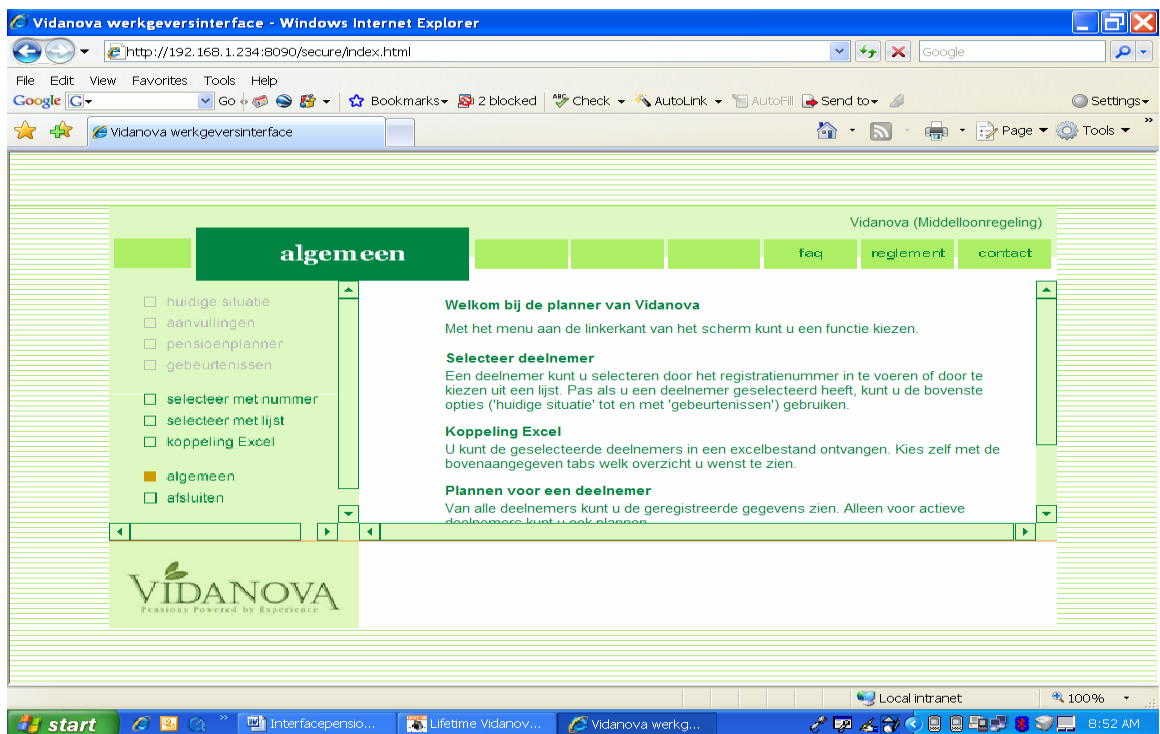 Vidanova werkgeversinterface - Windows Internet Explorer
http://192.168.1.234:8090/secure/index.html
Google
File Edit View Favorites Tools Help
Google G Go Bookmarks 2 blocked ABC Check AutoLink AutoFill Send to Settings
Vidanova werkgeversinterface Page Tools
Vidanova (Middelloonregeling)
algemeen faq reglement contact
huidige situatie
aanvullingen
pensioenplanner
gebeurtenissen
selecteer met nummer
selecteer met lijst
koppeling Excel
algemeen
afsluiten
Welkom bij de planner van Vidanova
Met het menu aan de linkerkant van het scherm kunt u een functie kiezen.
Selecteer deelnemer
Een deelnemer kunt u selecteren door het registratienummer in te voeren of door te
kiezen uit een lijst. Pas als u een deelnemer geselecteerd heeft, kunt u de bovenste
opties ('huidige situatie' tot en met 'gebeurtenissen') gebruiken.
Koppeling Excel
U kunt de geselecteerde deelnemers in een excelbestand ontvangen. Kies zelf met de
bovenaangegeven tabs welk overzicht u wenst te zien.
Plannen voor een deelnemer
Van alle deelnemers kunt u de geregistreerde gegevens zien. Alleen voor actieve
deelnemers kunt u ook plannen.
VIDANOVA
Pensions Powered by Experience
Local intranet 100%
start Interfacepensio... Lifetime Vidanov... Vidanova werkg... 8:52 AM